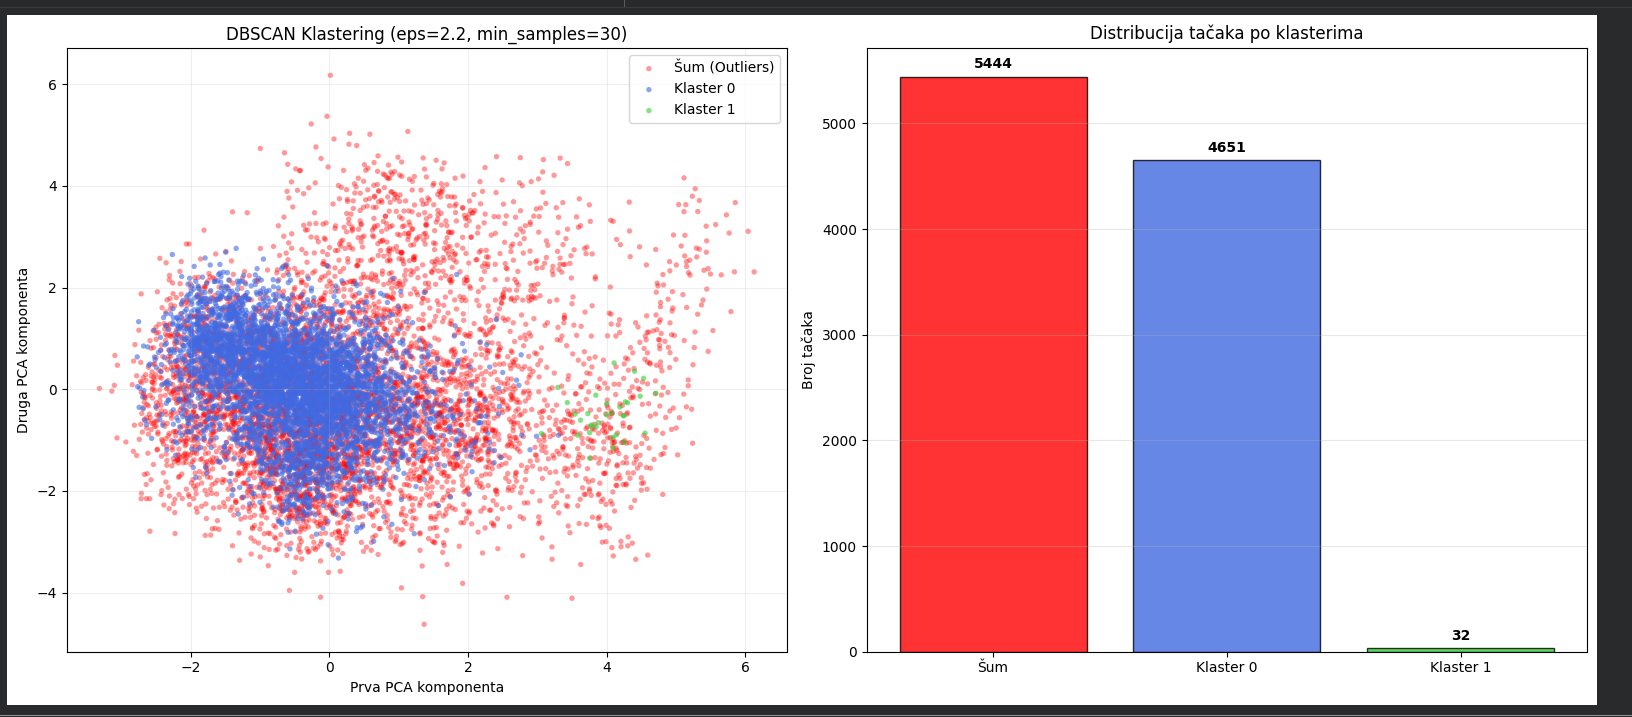 DBSCAN Klastering (eps=2.2, min_samples=30)
Šum (Outliers)
Klaster 0
Klaster 1
6
4
2
0
−2
−4
−2
0
2
4
6
Druga PCA komponenta
Prva PCA komponenta
Distribucija tačaka po klasterima
5444
4651
32
5000
4000
3000
2000
1000
0
Broj tačaka
Šum
Klaster 0
Klaster 1